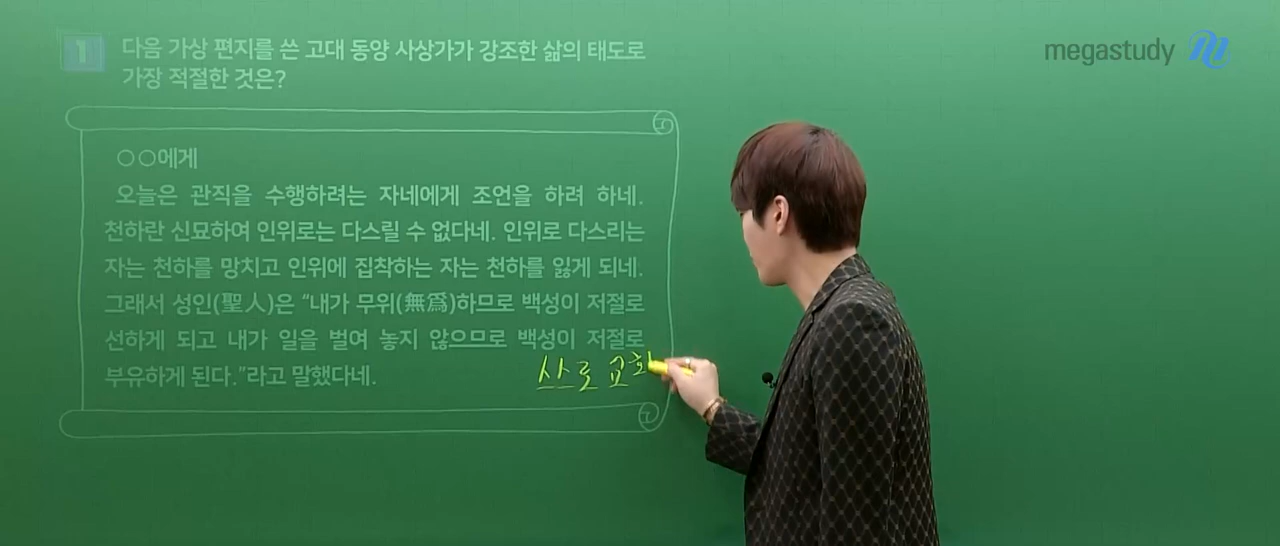 1 다음 가상 편지를 쓴 고대 동양 사상가가 강조한 삶의 태도로
가장 적절한 것은?
megastudy
○○에게
오늘은 관직을 수행하려는 자네에게 조언을 하려 하네.
천하란 신묘하여 인위로는 다스릴 수 없다네. 인위로 다스리는
자는 천하를 망치고 인위에 집착하는 자는 천하를 잃게 되네.
그래서 성인(聖人)은 “내가 무위(無爲)하므로 백성이 저절로
선하게 되고 내가 일을 벌여 놓지 않으므로 백성이 저절로
부유하게 된다.”라고 말했다네.
스스로 교화